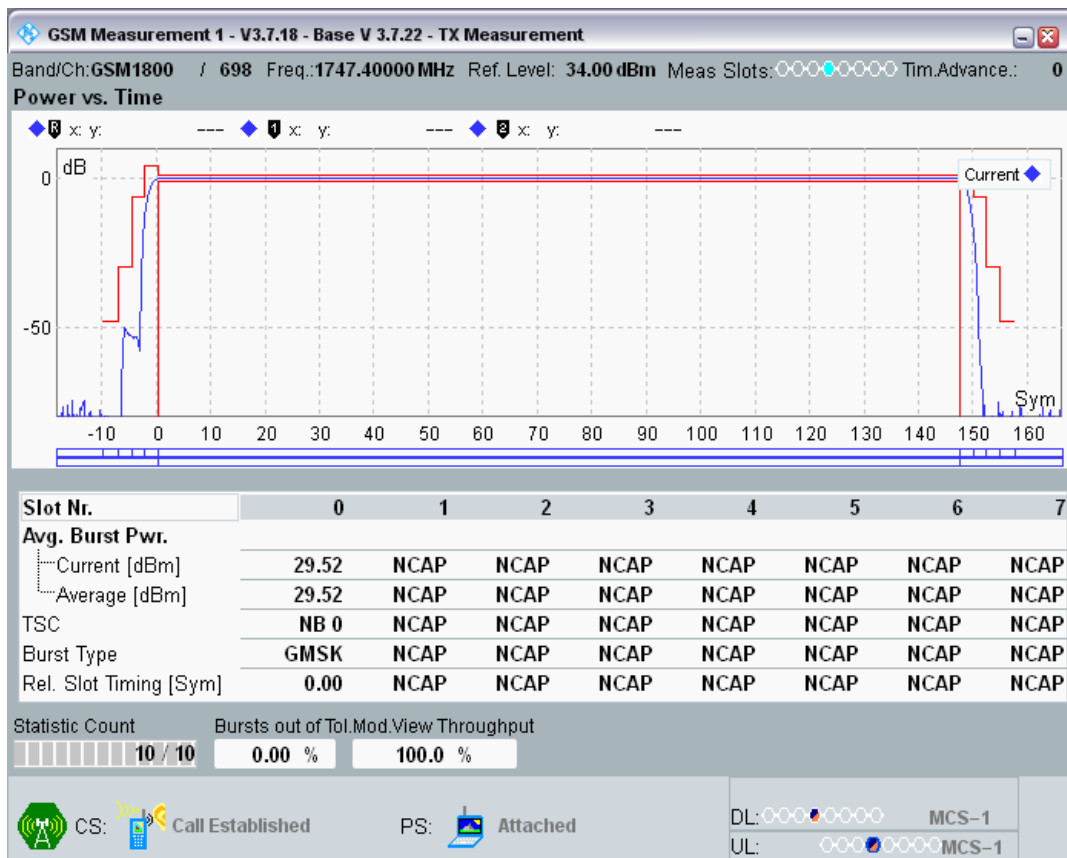 GSM Measurement 1 - V3.7.18 - Base V 3.7.22 - TX Measurement
Band/Ch:GSM1800 / 698 Freq.:1747.40000 MHz Ref. Level: 34.00 dBm Meas Slots: Tim.Advance.: 0
Power vs. Time
R x: y: --- 1 x: y: --- 2 x: y: ---
dB
Current
0
-50
Sym
-10 0 10 20 30 40 50 60 70 80 90 100 110 120 130 140 150 160
Slot Nr. 0 1 2 3 4 5 6 7
Avg. Burst Pwr.
Current [dBm] 29.52 NCAP NCAP NCAP NCAP NCAP NCAP NCAP
Average [dBm] 29.52 NCAP NCAP NCAP NCAP NCAP NCAP NCAP
TSC NB 0 NCAP NCAP NCAP NCAP NCAP NCAP NCAP
Burst Type GMSK NCAP NCAP NCAP NCAP NCAP NCAP NCAP
Rel. Slot Timing [Sym] 0.00 NCAP NCAP NCAP NCAP NCAP NCAP NCAP
Statistic Count Bursts out of Tol.Mod.View Throughput
10 / 10 0.00 % 100.0 %
CS: Call Established PS: Attached
DL: MCS-1
UL: MCS-1